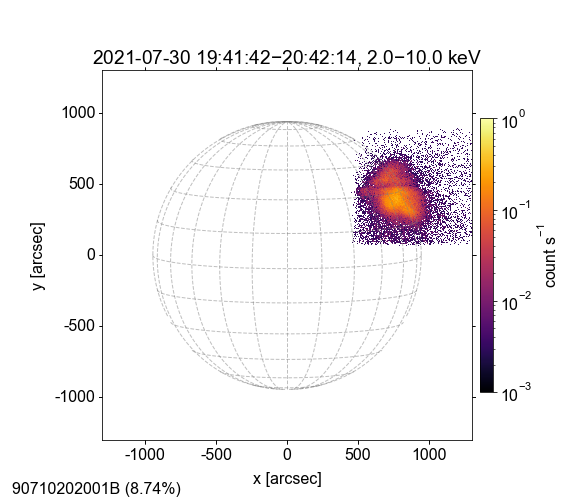 2021-07-30 19:41:42−20:42:14, 2.0−10.0 keV
1000
500
0
-500
-1000
y [arcsec]
-1000 -500 0 500 1000
x [arcsec]
10⁰
10⁻¹
10⁻²
10⁻³
count s⁻¹
90710202001B (8.74%)